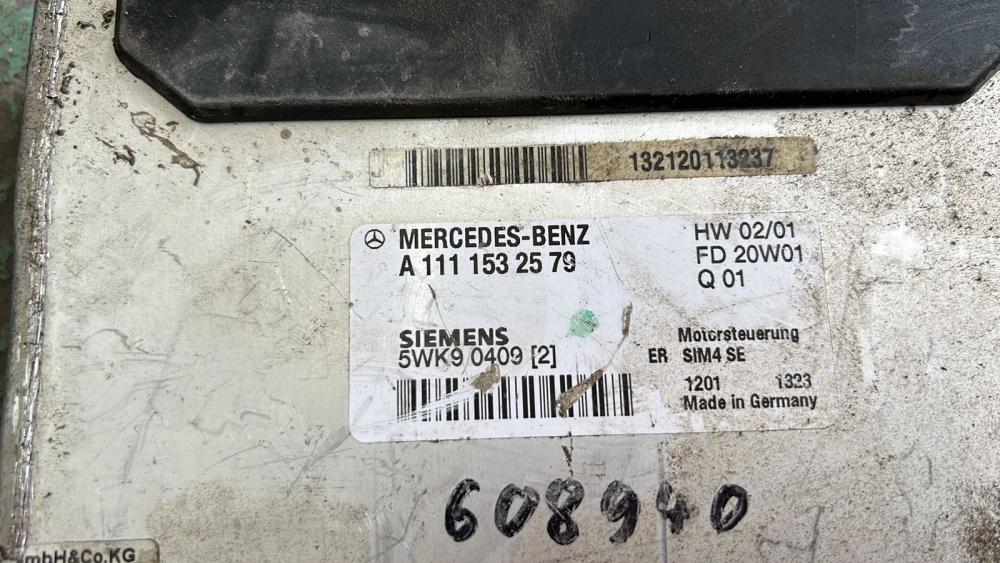 132120113237
MERCEDES-BENZ
A 111 153 25 79
HW 02/01
FD 20W01
Q 01
SIEMENS
5WK9 0409 [2]
Motorsteuerung
ER SIM4 SE
1201 1323
Made in Germany
608940
mbH&Co.KG